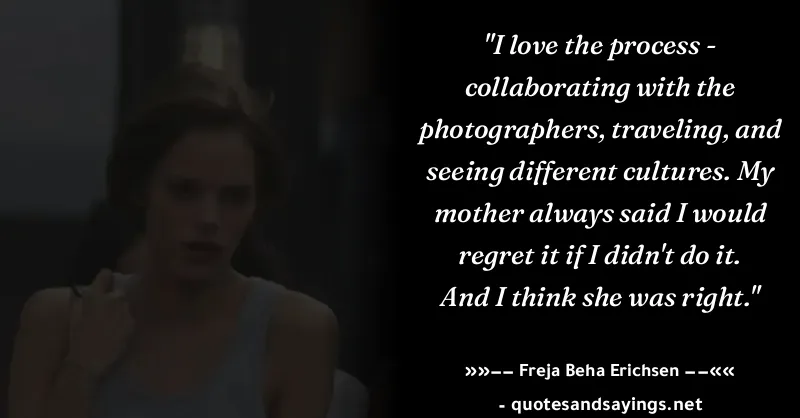 "I love the process -
collaborating with the
photographers, traveling, and
seeing different cultures. My
mother always said I would
regret it if I didn't do it.
And I think she was right."
»»−− Freja Beha Erichsen −−««
- quotesandsayings.net